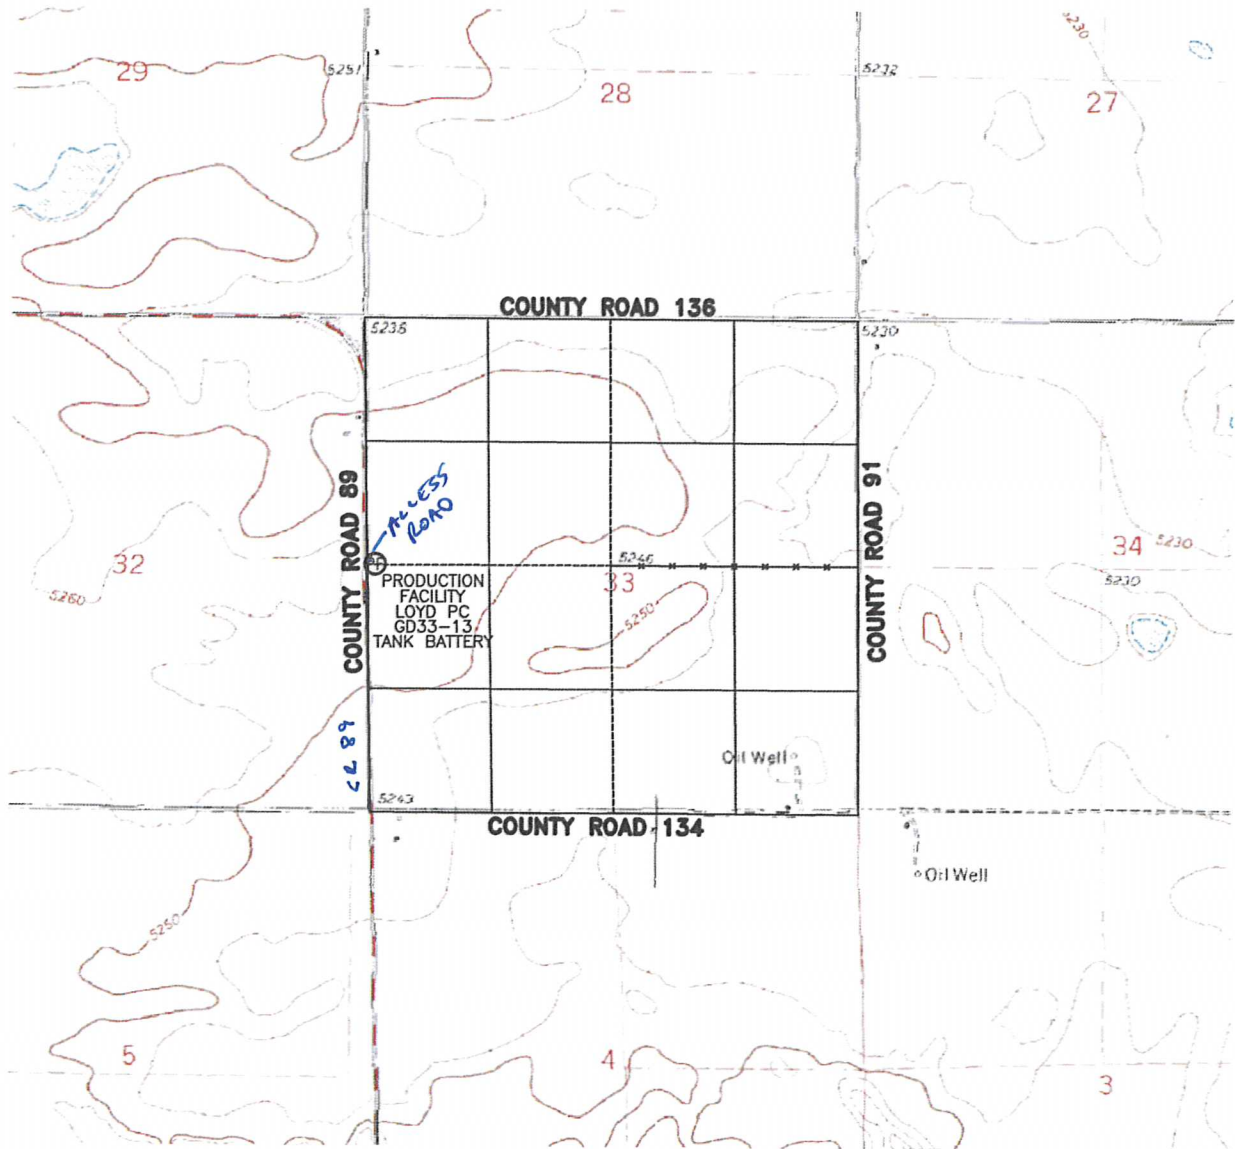 5230
29
28
27
5251
5232
COUNTY ROAD 136
5236
5230
COUNTY ROAD 89
ACCESS
ROAD
COUNTY ROAD 91
32
5246
33
34
5230
5230
5260
PRODUCTION
FACILITY
LOYD PC
GD33-13
TANK BATTERY
5250
CR 89
Oil Well
5243
COUNTY ROAD 134
Oil Well
5250
5
4
3